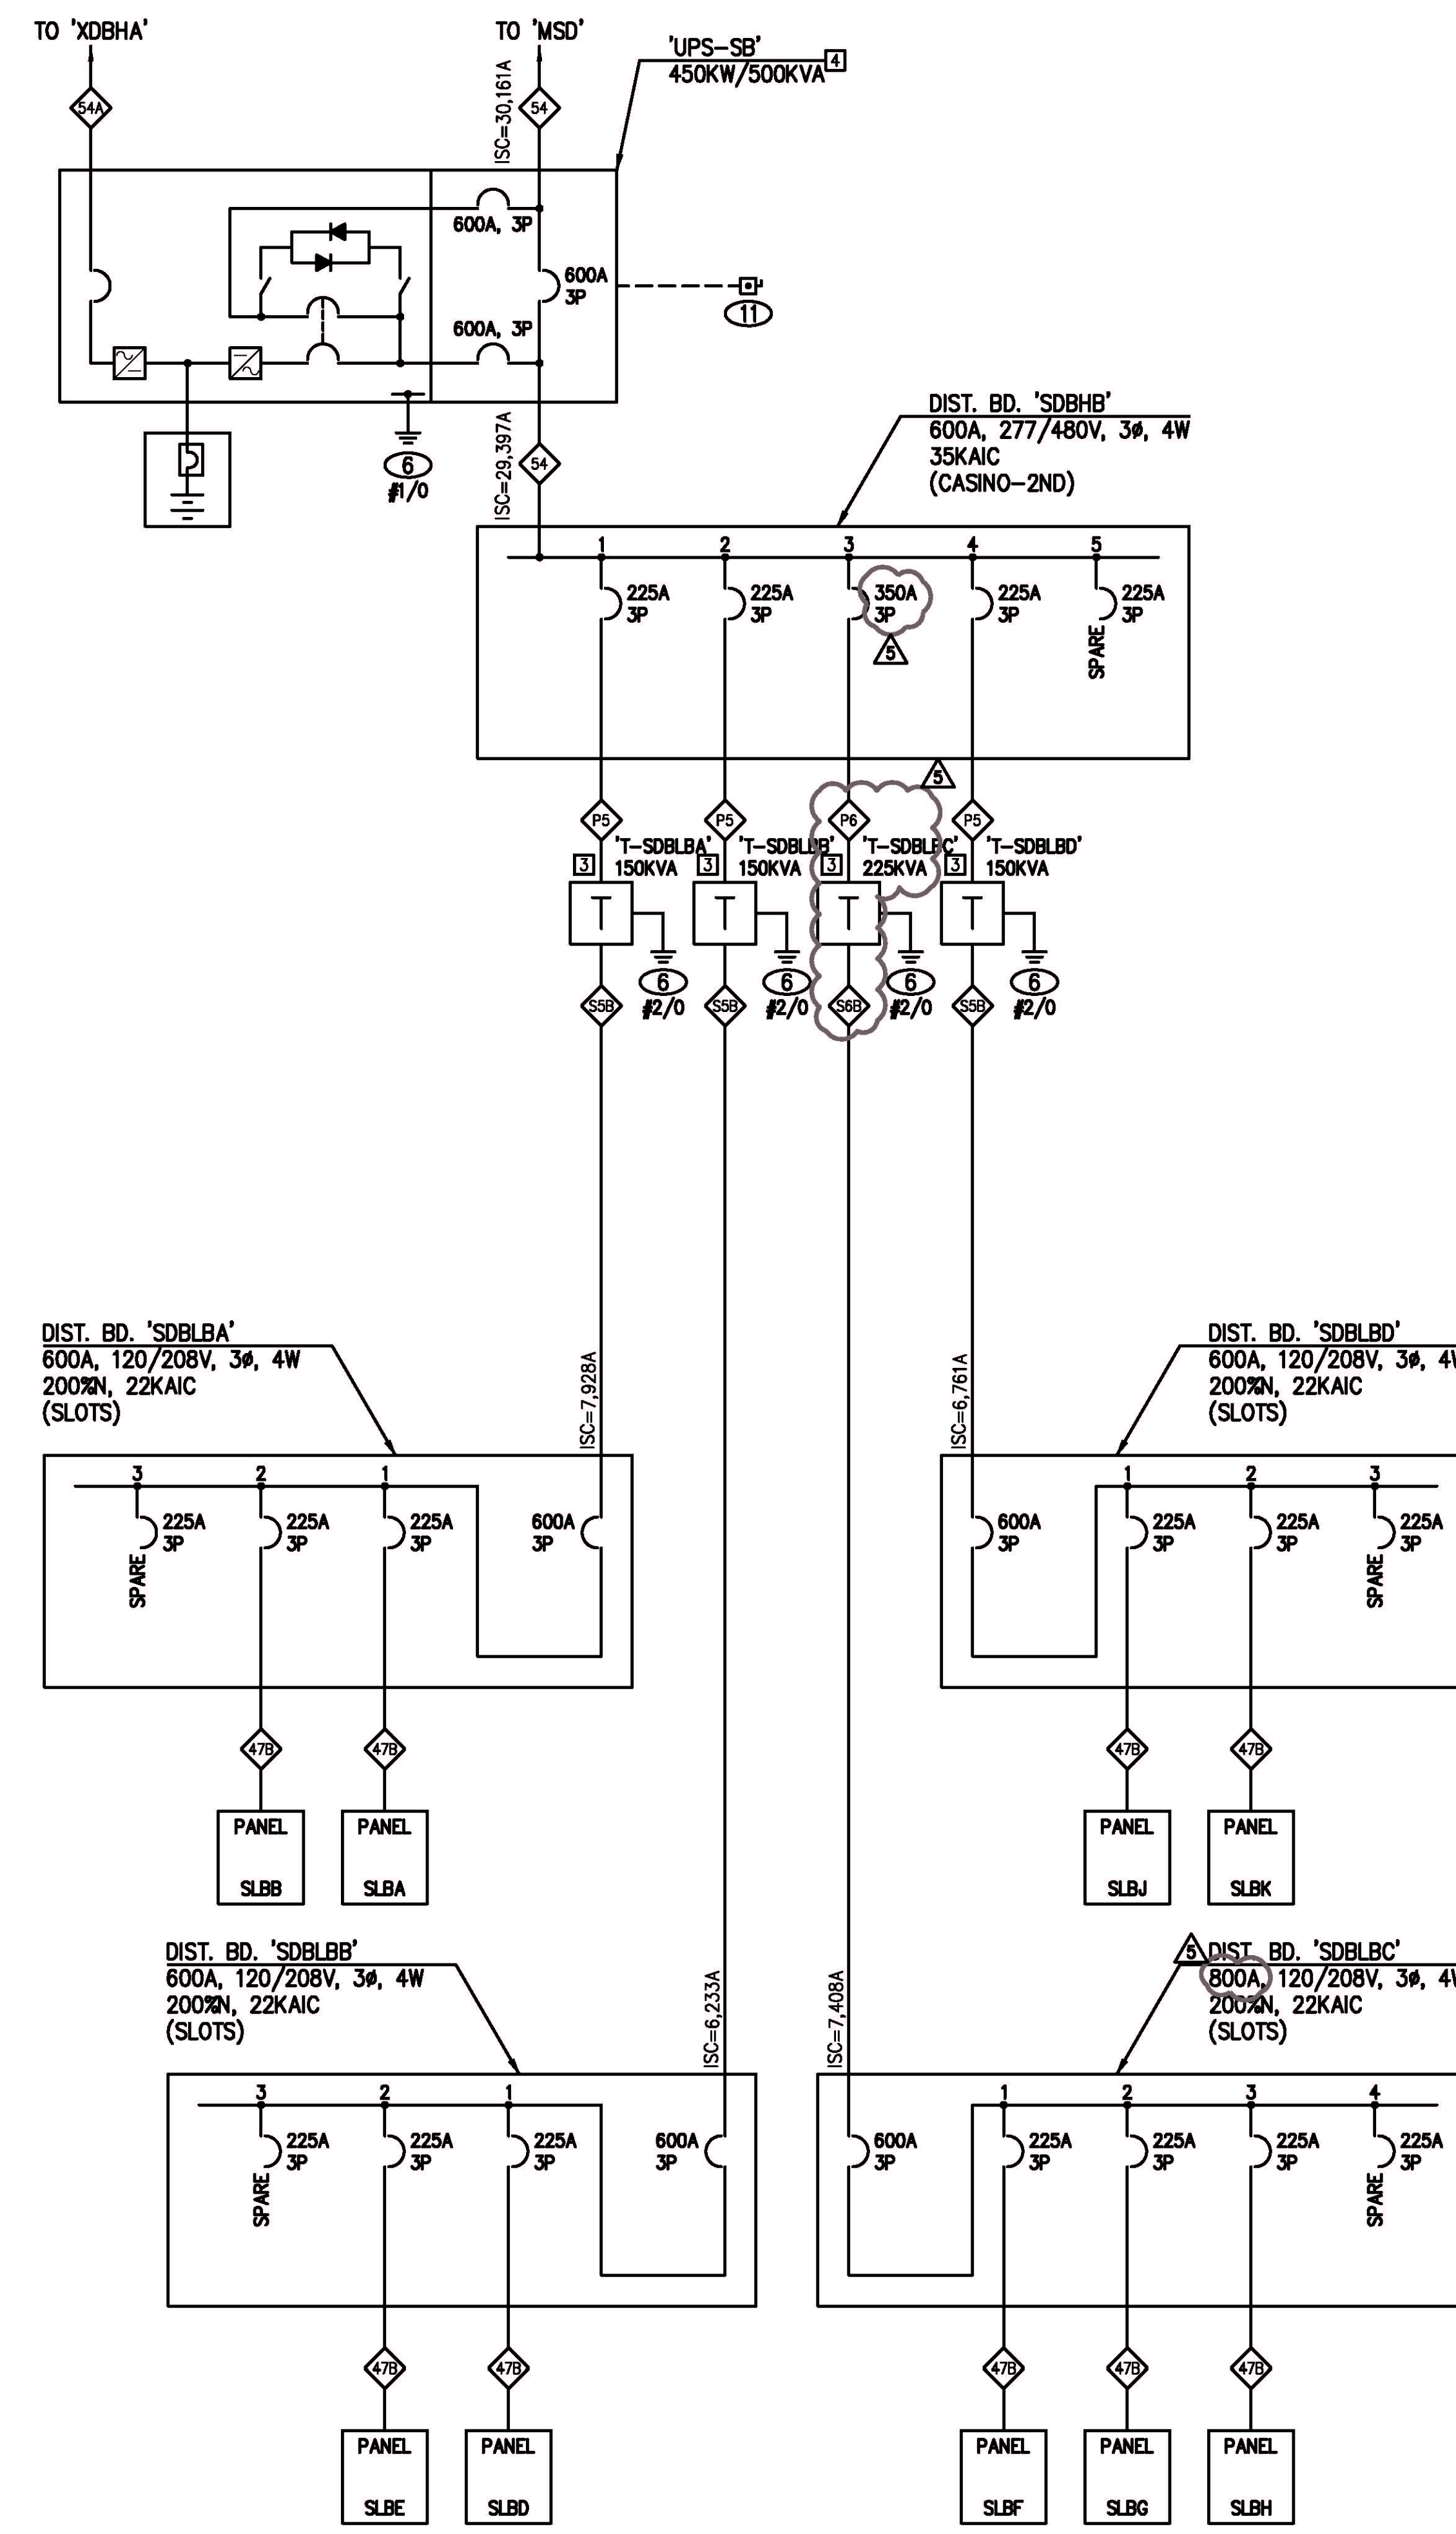 TO 'XDBHA'
TO 'MSD'
'UPS-SB'
450KW/500KVA
4
54A
ISC=30,161A
54
600A, 3P
600A
3P
600A, 3P
11
6
#1/0
ISC=29,397A
54
DIST. BD. 'SDBHB'
600A, 277/480V, 3ø, 4W
35KAIC
(CASINO-2ND)
1
2
3
4
5
225A
3P
225A
3P
350A
3P
225A
3P
225A
3P
SPARE
5
5
P5
P5
P6
P5
'T-SDBLBA'
3
150KVA
'T-SDBLBB'
3
150KVA
'T-SDBLBC'
3
225KVA
'T-SDBLBD'
3
150KVA
T
T
T
T
6
#2/0
6
#2/0
6
#2/0
6
#2/0
S5B
S5B
S6B
S5B
DIST. BD. 'SDBLBA'
600A, 120/208V, 3ø, 4W
200%N, 22KAIC
(SLOTS)
ISC=7,928A
3
2
1
225A
3P
SPARE
225A
3P
225A
3P
600A
3P
47B
47B
PANEL
SLBB
PANEL
SLBA
DIST. BD. 'SDBLBD'
600A, 120/208V, 3ø, 4W
200%N, 22KAIC
(SLOTS)
ISC=6,761A
1
2
3
600A
3P
225A
3P
225A
3P
225A
3P
SPARE
47B
47B
PANEL
SLBJ
PANEL
SLBK
DIST. BD. 'SDBLBB'
600A, 120/208V, 3ø, 4W
200%N, 22KAIC
(SLOTS)
ISC=6,233A
3
2
1
225A
3P
SPARE
225A
3P
225A
3P
600A
3P
47B
47B
PANEL
SLBE
PANEL
SLBD
5
DIST. BD. 'SDBLBC'
800A, 120/208V, 3ø, 4W
200%N, 22KAIC
(SLOTS)
ISC=7,408A
1
2
3
4
600A
3P
225A
3P
225A
3P
225A
3P
225A
3P
SPARE
47B
47B
47B
PANEL
SLBF
PANEL
SLBG
PANEL
SLBH